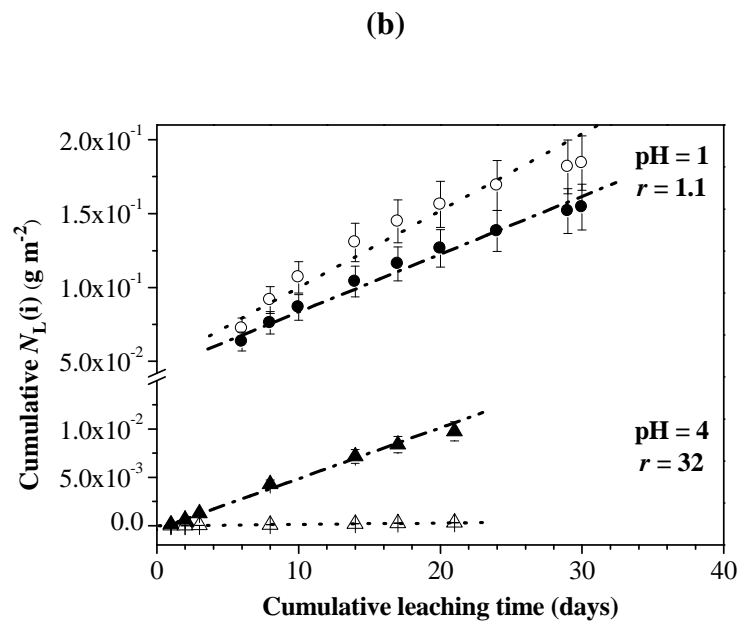 (b)
2.0x10⁻¹
1.5x10⁻¹
1.0x10⁻¹
5.0x10⁻²
1.0x10⁻²
5.0x10⁻³
0.0
Cumulative N_L(i) (g m⁻²)
pH = 1
r = 1.1
pH = 4
r = 32
0 10 20 30 40
Cumulative leaching time (days)